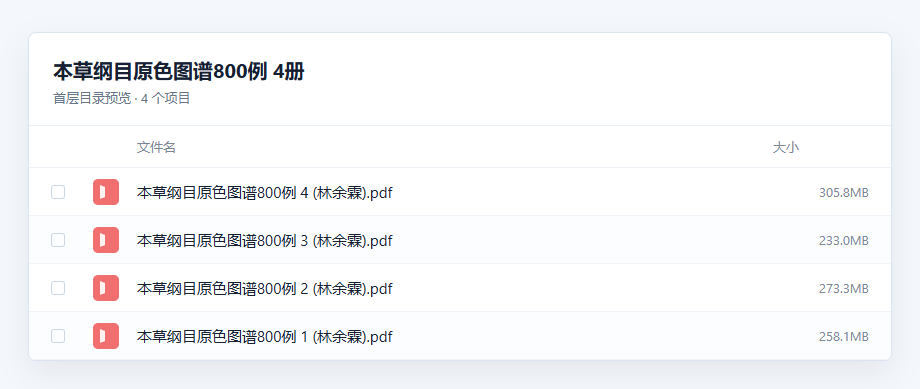 本草纲目原色图谱800例 4册
首层目录预览 · 4 个项目
文件名 大小
本草纲目原色图谱800例 4 (林余霖).pdf 305.8MB
本草纲目原色图谱800例 3 (林余霖).pdf 233.0MB
本草纲目原色图谱800例 2 (林余霖).pdf 273.3MB
本草纲目原色图谱800例 1 (林余霖).pdf 258.1MB